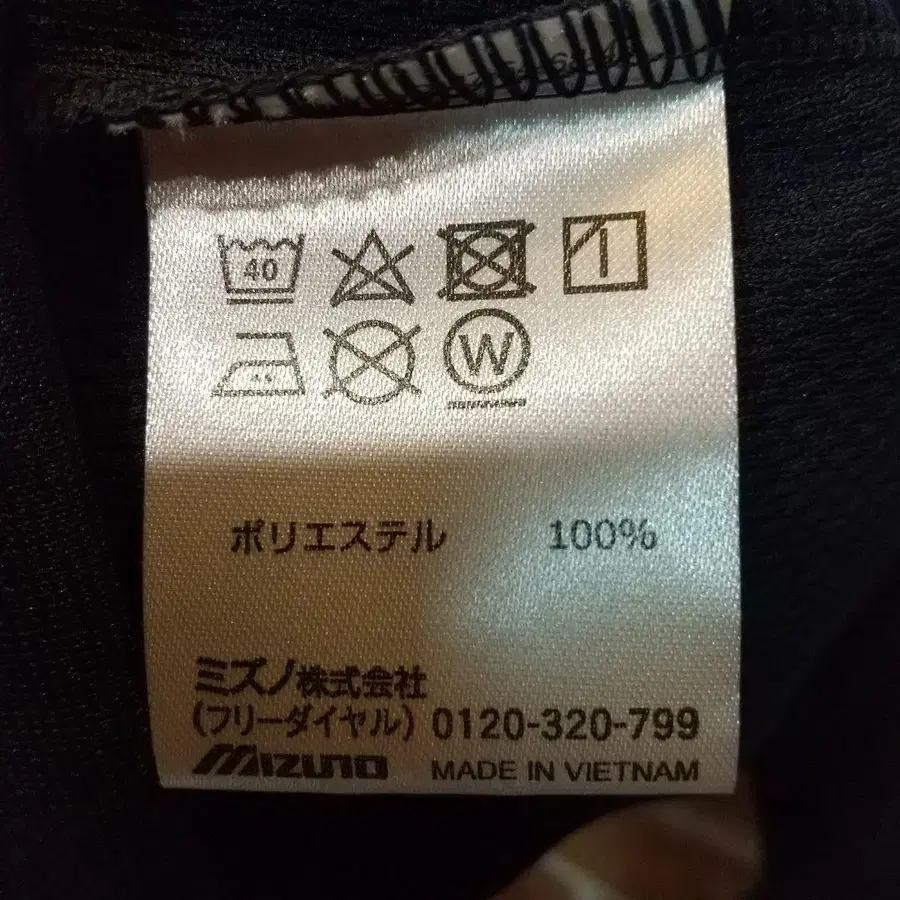 40
W
ポリエステル 100%
ミズノ株式会社
(フリーダイヤル) 0120-320-799
MIZUNO MADE IN VIETNAM